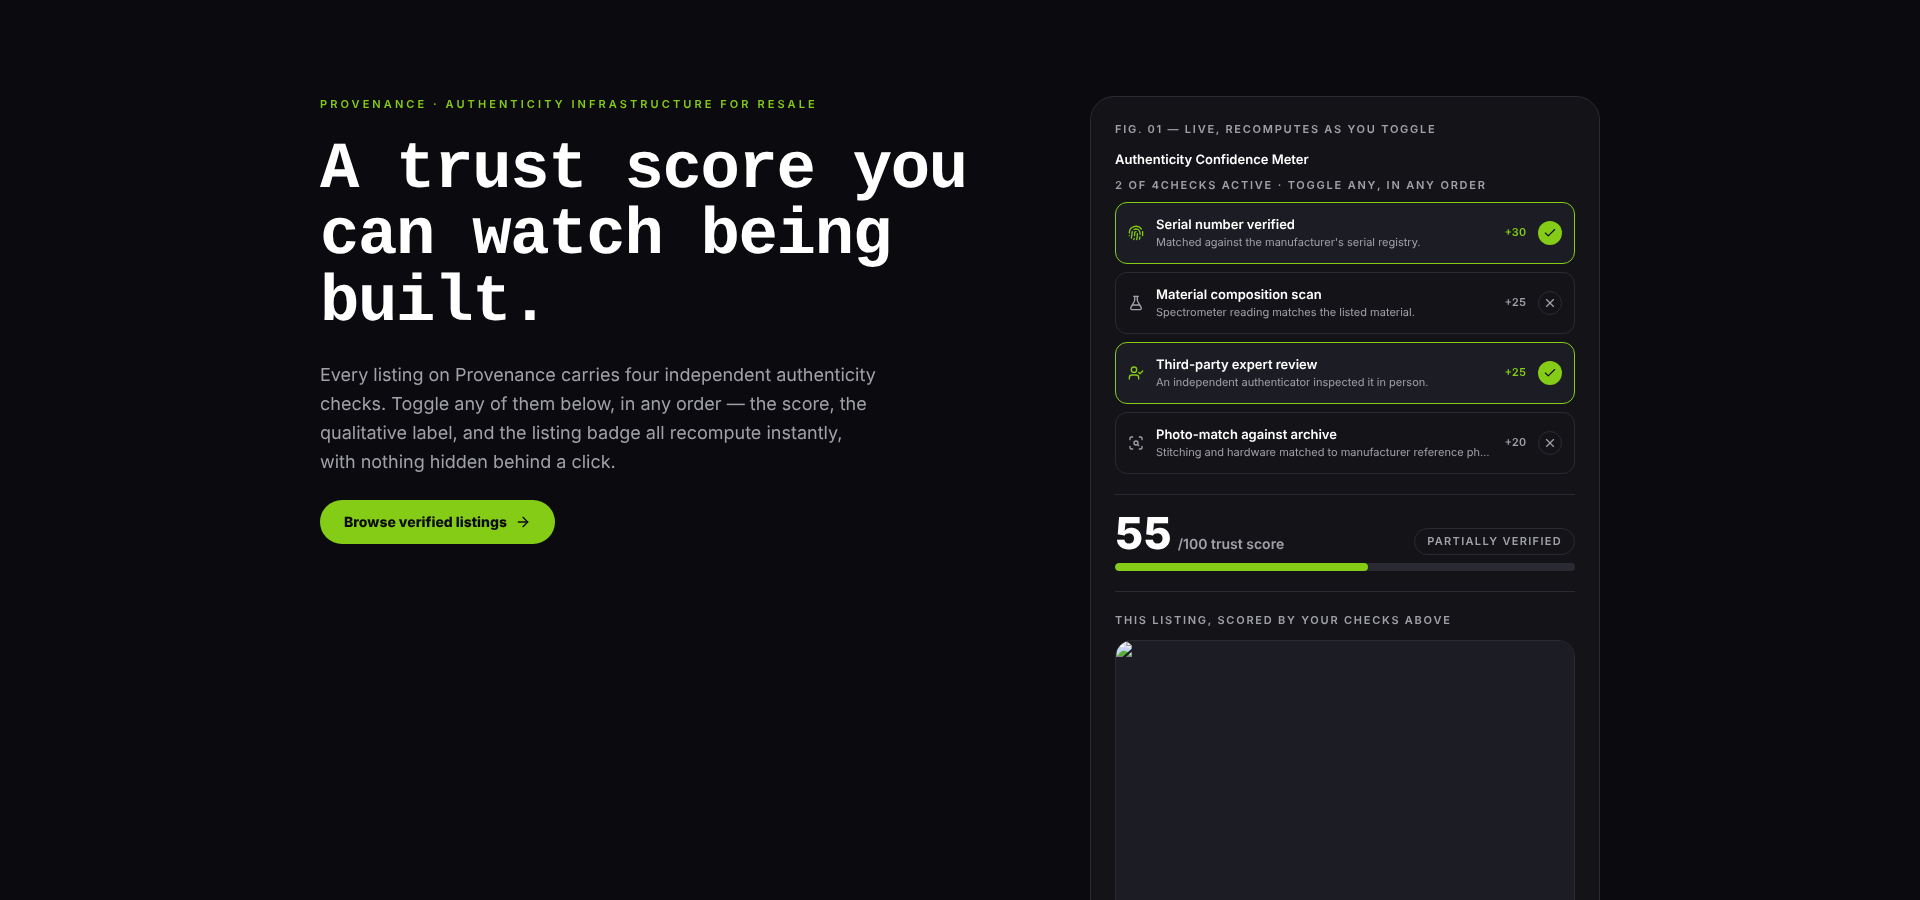 PROVENANCE · AUTHENTICITY INFRASTRUCTURE FOR RESALE
A trust score you
can watch being
built.
Every listing on Provenance carries four independent authenticity
checks. Toggle any of them below, in any order — the score, the
qualitative label, and the listing badge all recompute instantly,
with nothing hidden behind a click.
Browse verified listings
FIG. 01 — LIVE, RECOMPUTES AS YOU TOGGLE
Authenticity Confidence Meter
2 OF 4CHECKS ACTIVE · TOGGLE ANY, IN ANY ORDER
Serial number verified
Matched against the manufacturer's serial registry.
+30
Material composition scan
Spectrometer reading matches the listed material.
+25
Third-party expert review
An independent authenticator inspected it in person.
+25
Photo-match against archive
Stitching and hardware matched to manufacturer reference ph...
+20
55 /100 trust score
PARTIALLY VERIFIED
THIS LISTING, SCORED BY YOUR CHECKS ABOVE